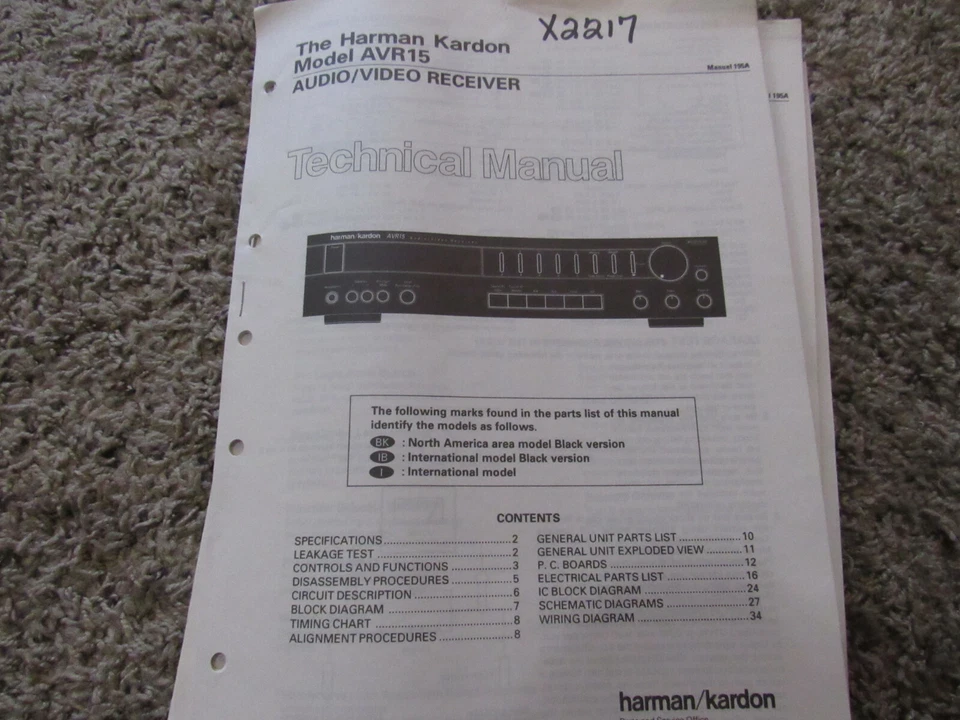 X2217
The Harman Kardon
Model AVR15
Manual 195A
195A
AUDIO/VIDEO RECEIVER
Technical Manual
harman/kardon AVR15
The following marks found in the parts list of this manual
identify the models as follows.
BK : North America area model Black version
IB : International model Black version
I : International model
CONTENTS
SPECIFICATIONS ................................ 2
LEAKAGE TEST ................................ 2
CONTROLS AND FUNCTIONS ................ 3
DISASSEMBLY PROCEDURES ............... 5
CIRCUIT DESCRIPTION ......................... 6
BLOCK DIAGRAM ............................... 7
TIMING CHART ................................... 8
ALIGNMENT PROCEDURES .................. 8
GENERAL UNIT PARTS LIST ................ 10
GENERAL UNIT EXPLODED VIEW .......... 11
P. C. BOARDS ................................... 12
ELECTRICAL PARTS LIST ................... 16
IC BLOCK DIAGRAM .......................... 24
SCHEMATIC DIAGRAMS ..................... 27
WIRING DIAGRAM ............................ 34
harman/kardon